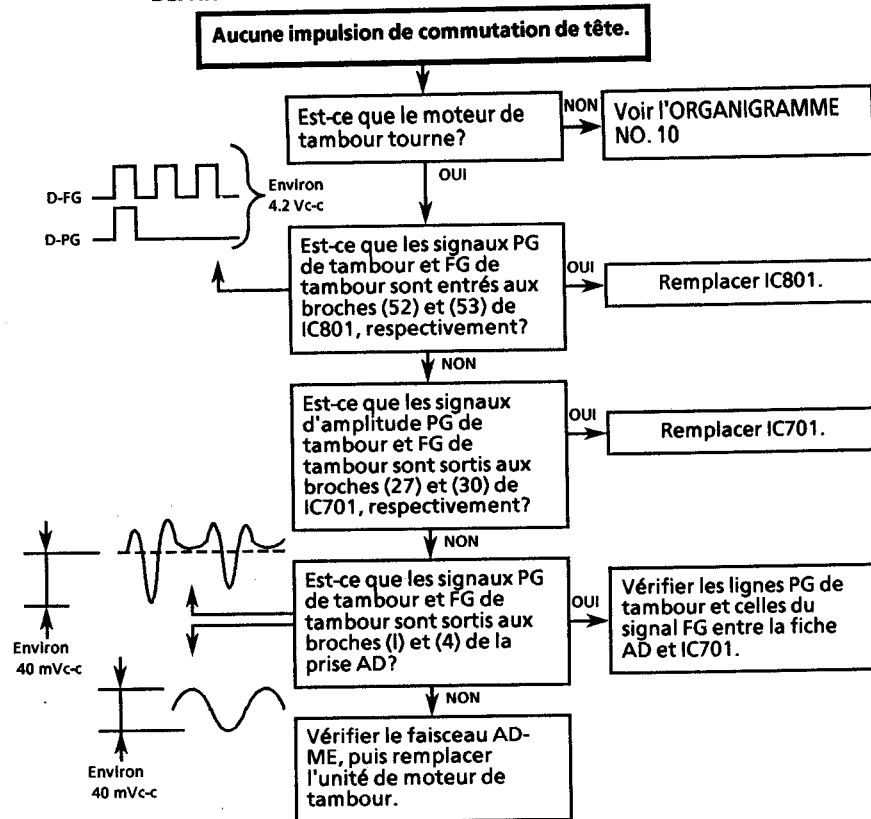 Aucune impulsion de commutation de tête.
Est-ce que le moteur de
tambour tourne?
NON
Voir l'ORGANIGRAMME
NO. 10
OUI
D-FG
D-PG
Environ
4.2 Vc-c
Est-ce que les signaux PG
de tambour et FG de
tambour sont entrés aux
broches (52) et (53) de
IC801, respectivement?
OUI
Remplacer IC801.
NON
Est-ce que les signaux
d'amplitude PG de
tambour et FG de
tambour sont sortis aux
broches (27) et (30) de
IC701, respectivement?
OUI
Remplacer IC701.
NON
Environ
40 mVc-c
Est-ce que les signaux PG
de tambour et FG de
tambour sont sortis aux
broches (l) et (4) de la
prise AD?
OUI
Vérifier les lignes PG de
tambour et celles du
signal FG entre la fiche
AD et IC701.
NON
Environ
40 mVc-c
Vérifier le faisceau AD-
ME, puis remplacer
l'unité de moteur de
tambour.